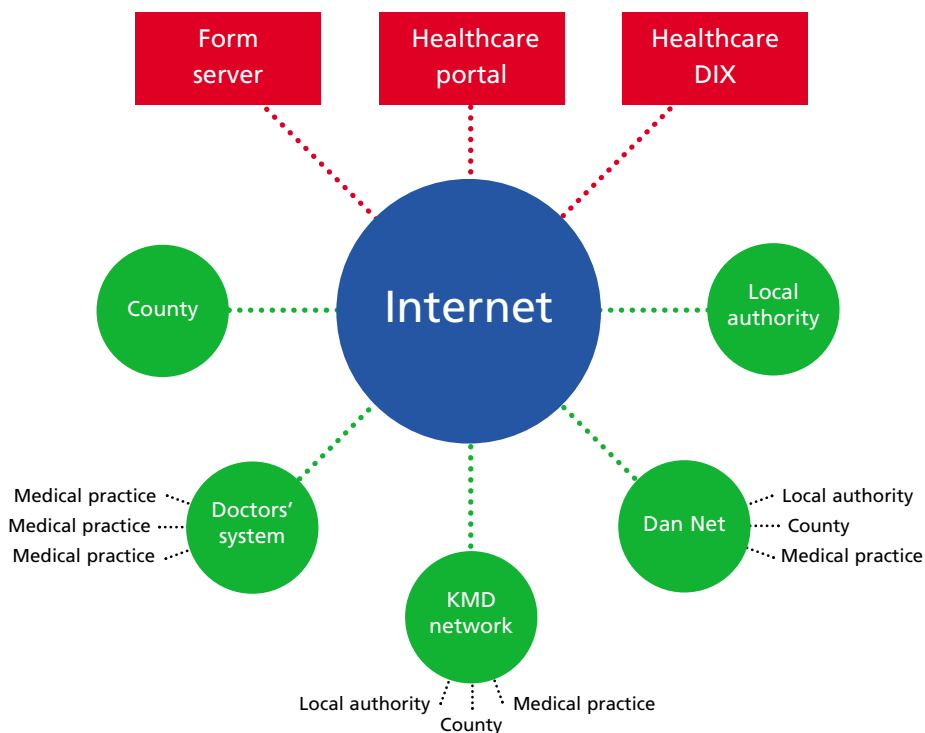 Form
server
Healthcare
portal
Healthcare
DIX
Internet
County
Local
authority
Doctors'
system
Medical practice
Medical practice
Medical practice
KMD
network
Local authority
County
Medical practice
Dan Net
Local authority
County
Medical practice